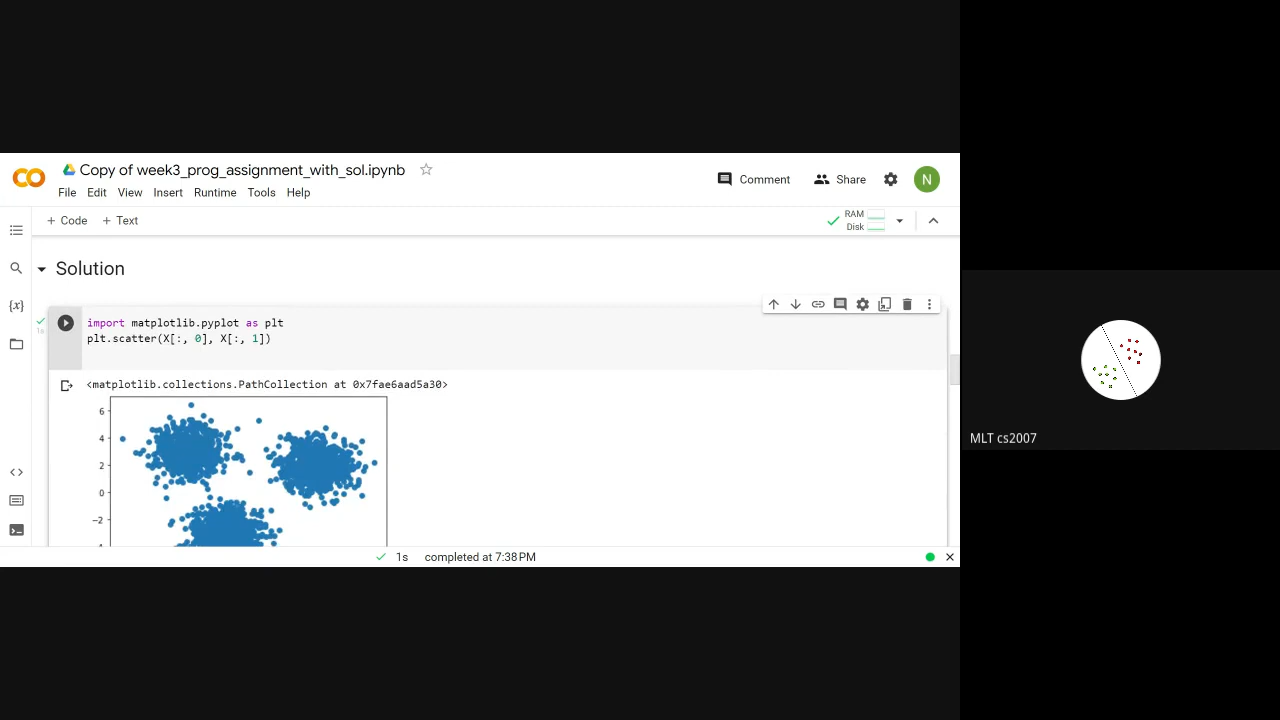 Copy of week3_prog_assignment_with_sol.ipynb
File Edit View Insert Runtime Tools Help
Comment
Share
N
+ Code + Text
RAM
Disk
Solution
{x}
1s
import matplotlib.pyplot as plt
plt.scatter(X[:, 0], X[:, 1])
<matplotlib.collections.PathCollection at 0x7fae6aad5a30>
6
4
2
0
−2
1s completed at 7:38 PM
MLT cs2007